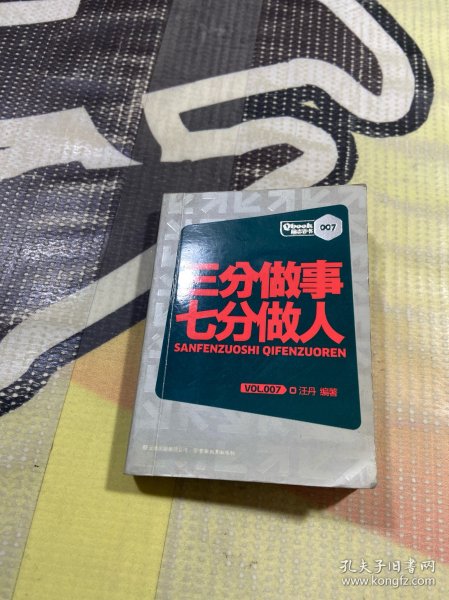 Qbook
007
三分做事
七分做人
SANFENZUOSHI QIFENZUOREN
VOL.007 汪丹 编著
孔夫子旧书网
www.kongfz.com